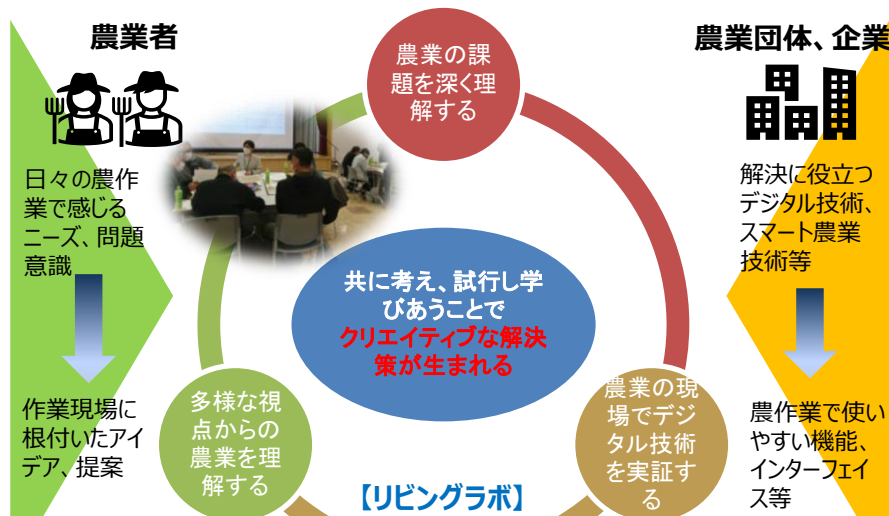 農業者
日々の農作
業で感じる
ニーズ、問題
意識
作業現場に
根付いたアイ
デア、提案
農業の課
題を深く理
解する
共に考え、試行し学
びあうことで
クリエイティブな解決
策が生まれる
多様な視
点からの
農業を理
解する
農業の現
場でデジ
タル技術
を実証す
る
【リビングラボ】
農業団体、企業
解決に役立つ
デジタル技術、
スマート農業
技術等
農作業で使い
やすい機能、
インターフェイ
ス等